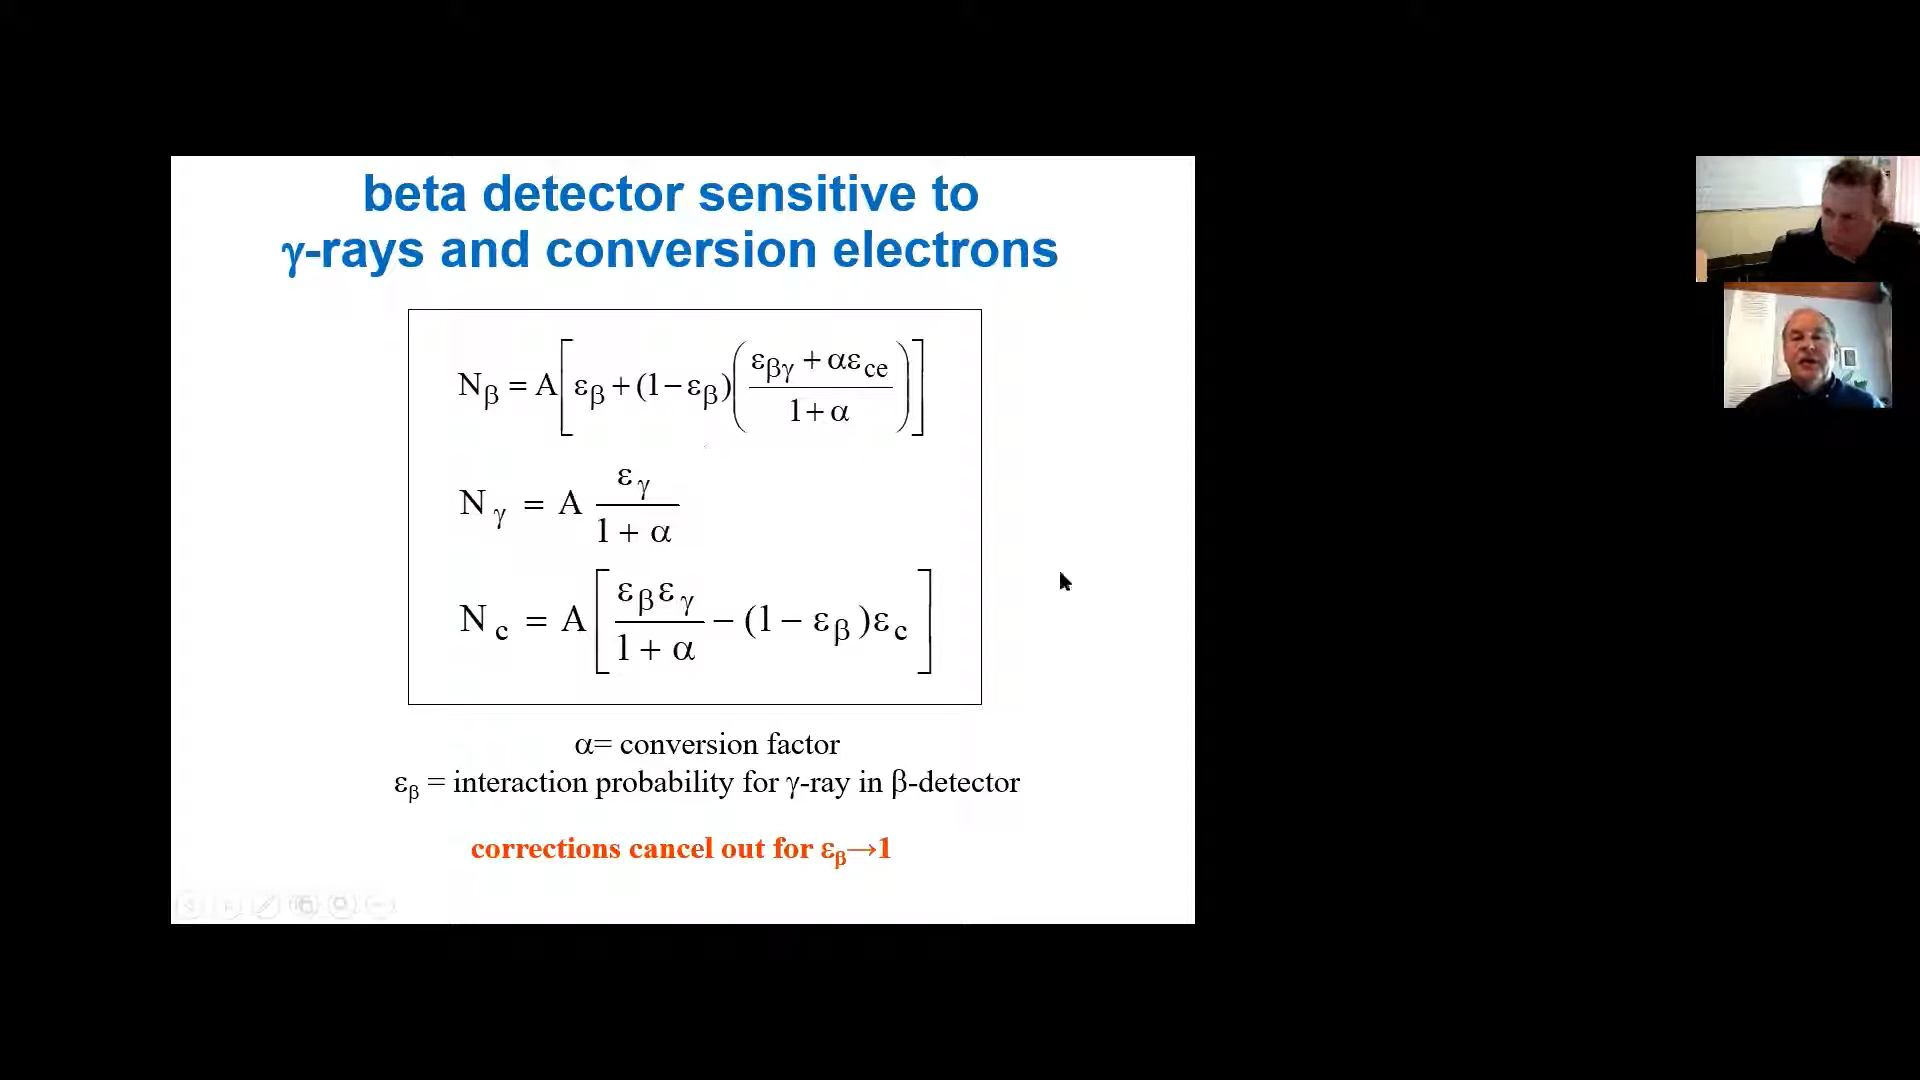 beta detector sensitive to
γ-rays and conversion electrons
N_β = A[ε_β + (1 − ε_β)((ε_βγ + αε_ce)/(1 + α))]
N_γ = A ε_γ/(1 + α)
N_c = A[ε_β ε_γ/(1 + α) − (1 − ε_β)ε_c]
α= conversion factor
ε_β = interaction probability for γ-ray in β-detector
corrections cancel out for ε_β→1